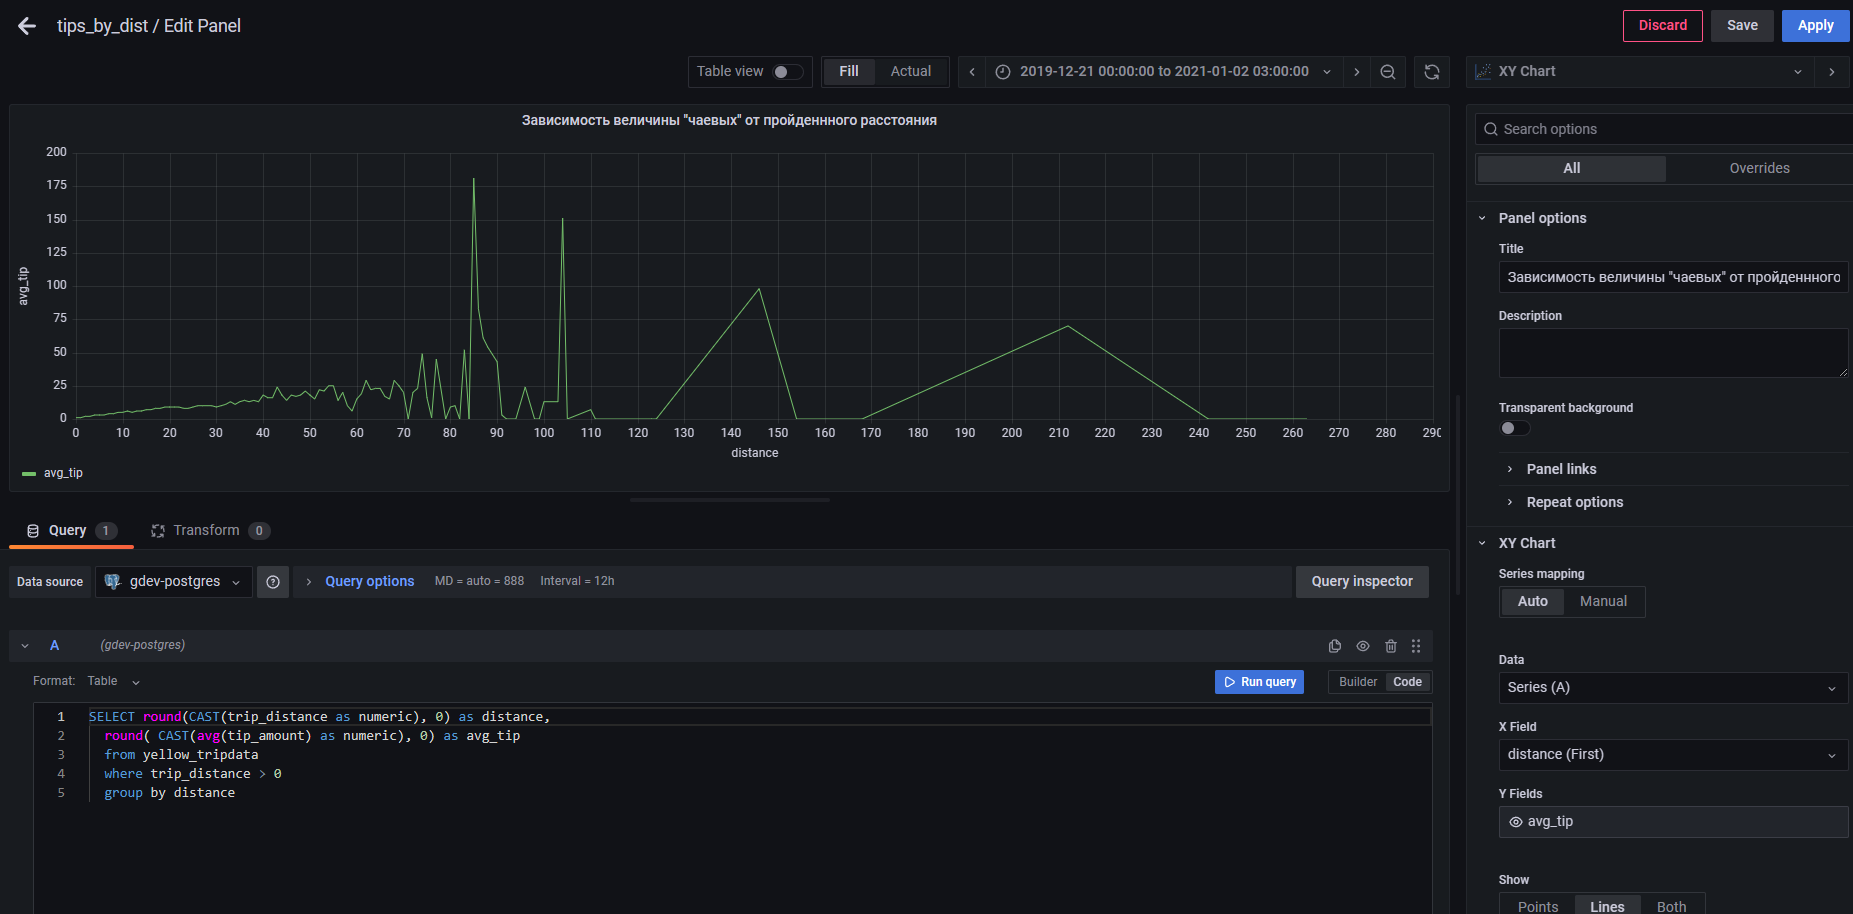 tips_by_dist / Edit Panel
Discard
Save
Apply
Table view
Fill
Actual
2019-12-21 00:00:00 to 2021-01-02 03:00:00
XY Chart
Зависимость величины "чаевых" от пройденнного расстояния
200
175
150
125
100
75
50
25
0
avg_tip
0 10 20 30 40 50 60 70 80 90 100 110 120 130 140 150 160 170 180 190 200 210 220 230 240 250 260 270 280 290
distance
avg_tip
Search options
All
Overrides
Panel options
Title
Зависимость величины "чаевых" от пройденнного
Description
Transparent background
Panel links
Repeat options
XY Chart
Series mapping
Auto
Manual
Data
Series (A)
X Field
distance (First)
Y Fields
avg_tip
Show
Points
Lines
Both
Query 1
Transform 0
Data source
gdev-postgres
Query options
MD = auto = 888
Interval = 12h
Query inspector
A
(gdev-postgres)
Format: Table
Run query
Builder
Code
1 SELECT round(CAST(trip_distance as numeric), 0) as distance,
2 round( CAST(avg(tip_amount) as numeric), 0) as avg_tip
3 from yellow_tripdata
4 where trip_distance > 0
5 group by distance